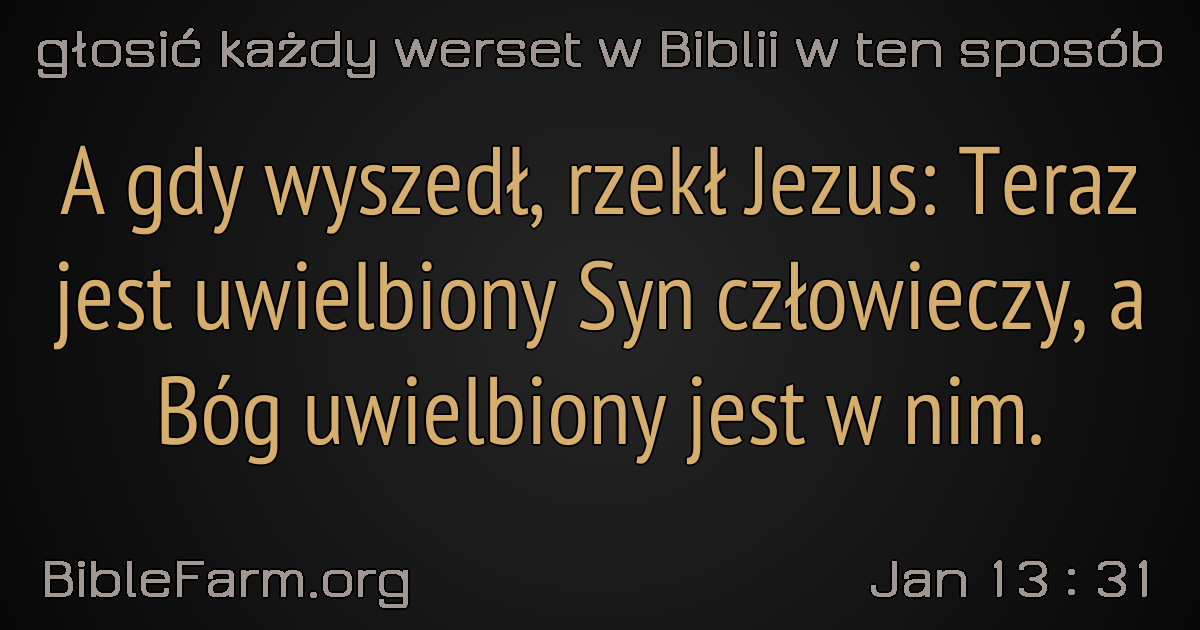 głosić każdy werset w Biblii w ten sposób
A gdy wyszedł, rzekł Jezus: Teraz
jest uwielbiony Syn człowieczy, a
Bóg uwielbiony jest w nim.
BibleFarm.org
Jan 13 : 31